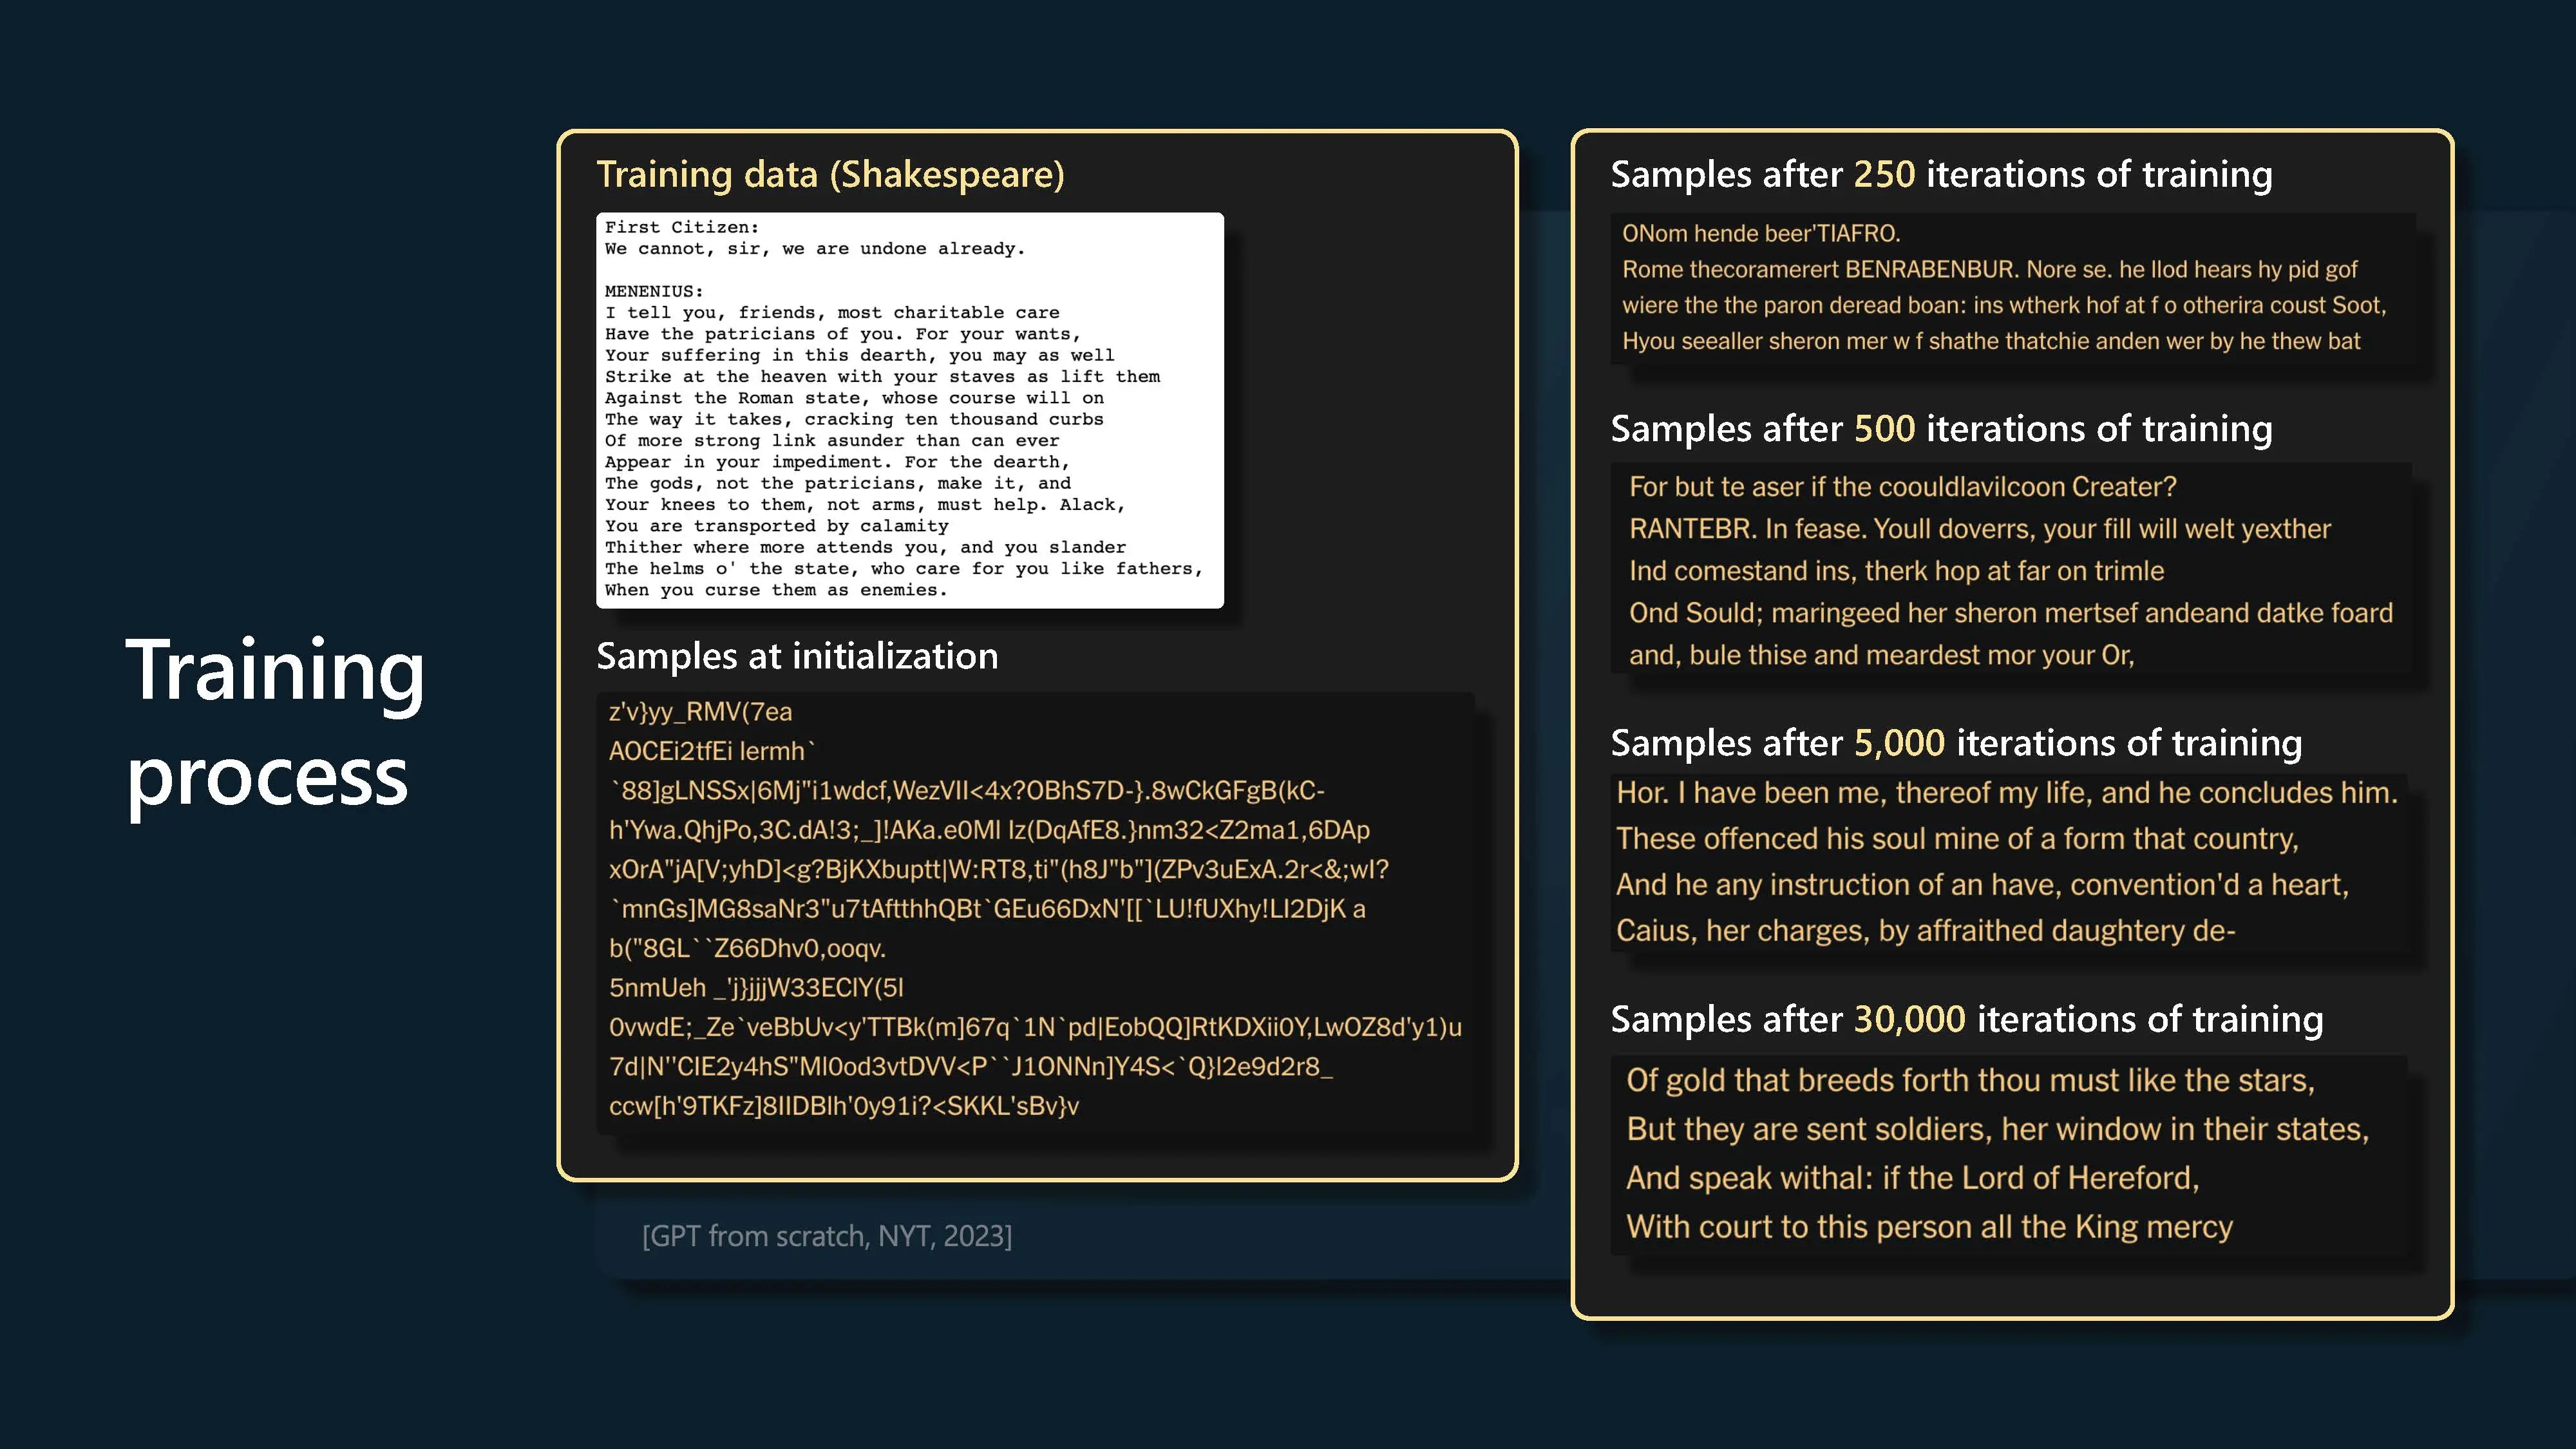 Training
process
Training data (Shakespeare)
First Citizen:
We cannot, sir, we are undone already.
MENENIUS:
I tell you, friends, most charitable care
Have the patricians of you. For your wants,
Your suffering in this dearth, you may as well
Strike at the heaven with your staves as lift them
Against the Roman state, whose course will on
The way it takes, cracking ten thousand curbs
Of more strong link asunder than can ever
Appear in your impediment. For the dearth,
The gods, not the patricians, make it, and
Your knees to them, not arms, must help. Alack,
You are transported by calamity
Thither where more attends you, and you slander
The helms o' the state, who care for you like fathers,
When you curse them as enemies.
Samples at initialization
z'v}yy_RMV(7ea
AOCEi2tfEi lermh`
`88]gLNSSx|6Mj"i1wdcf,WezVII<4x?OBhS7D-}.8wCkGFgB(kC-
h'Ywa.QhjPo,3C.dA!3;_]!AKa.e0Ml Iz(DqAfE8.}nm32<Z2ma1,6DAp
xOrA"jA[V;yhD]<g?BjKXbuptt|W:RT8,ti"(h8J"b"](ZPv3uExA.2r<&;wI?
`mnGs]MG8saNr3"u7tAftthhQBt`GEu66DxN'[[`LU!fUXhy!LI2DjK a
b("8GL``Z66Dhv0,ooqv.
5nmUeh _'j}jjjW33ECIY(5I
0vwdE;_Ze`veBbUv<y'TTBk(m]67q`1N`pd|EobQQ]RtKDXii0Y,LwOZ8d'y1)u
7d|N''CIE2y4hS"MI0od3vtDVV<P``J1ONNn]Y4S<`Q}I2e9d2r8_
ccw[h'9TKFz]8IIDBlh'0y91i?<SKKL'sBv}v
[GPT from scratch, NYT, 2023]
Samples after 250 iterations of training
ONom hende beer'TIAFRO.
Rome thecoramerert BENRABENBUR. Nore se. he llod hears hy pid gof
wiere the the paron deread boan: ins wtherk hof at f o otherira coust Soot,
Hyou seealler sheron mer w f shathe thatchie anden wer by he thew bat
Samples after 500 iterations of training
For but te aser if the coouldlavilcoon Creater?
RANTEBR. In fease. Youll doverrs, your fill will welt yexther
Ind comestand ins, therk hop at far on trimle
Ond Sould; maringeed her sheron mertsef andeand datke foard
and, bule thise and meardest mor your Or,
Samples after 5,000 iterations of training
Hor. I have been me, thereof my life, and he concludes him.
These offenced his soul mine of a form that country,
And he any instruction of an have, convention'd a heart,
Caius, her charges, by affraithed daughtery de-
Samples after 30,000 iterations of training
Of gold that breeds forth thou must like the stars,
But they are sent soldiers, her window in their states,
And speak withal: if the Lord of Hereford,
With court to this person all the King mercy